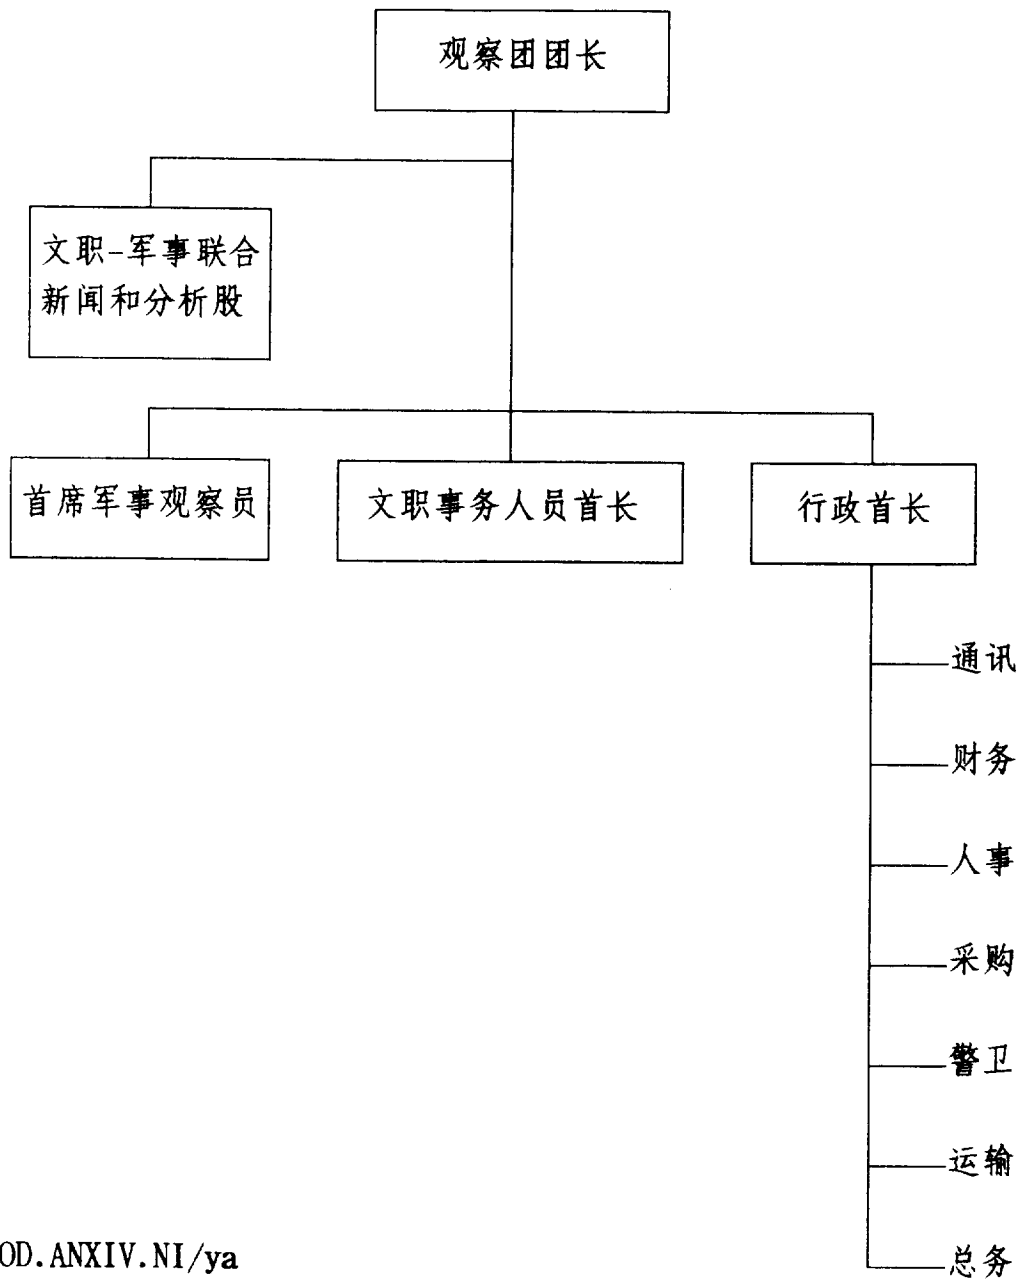 观察团团长
文职-军事联合
新闻和分析股
首席军事观察员
文职事务人员首长
行政首长
通讯
财务
人事
采购
警卫
运输
总务
OD.ANXIV.NI/ya